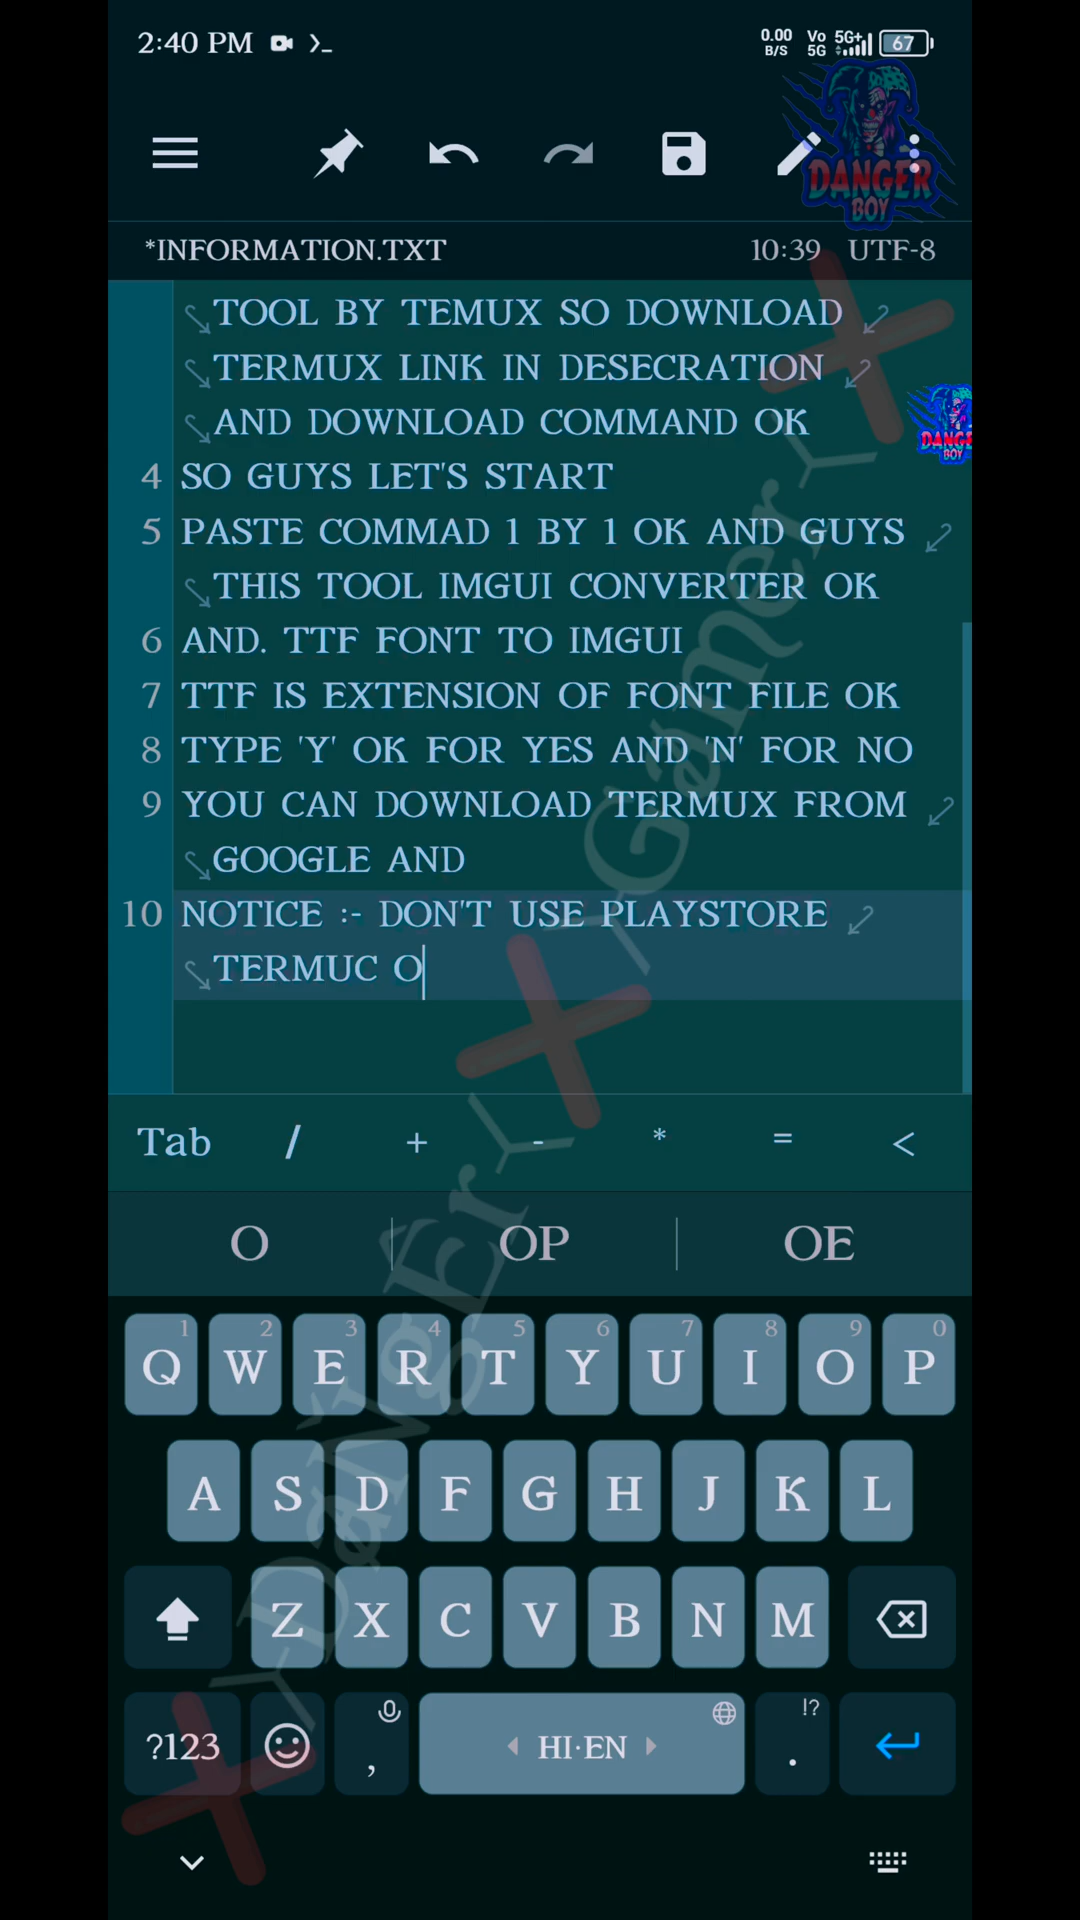 2:40 PM
0.00 B/S Vo 5G 5G+ 67
DANGER BOY
*INFORMATION.TXT 10:39 UTF-8
TOOL BY TEMUX SO DOWNLOAD
TERMUX LINK IN DESECRATION
AND DOWNLOAD COMMAND OK
DANGE BOY
4 SO GUYS LET'S START
5 PASTE COMMAD 1 BY 1 OK AND GUYS
THIS TOOL IMGUI CONVERTER OK
6 AND. TTF FONT TO IMGUI
7 TTF IS EXTENSION OF FONT FILE OK
8 TYPE 'Y' OK FOR YES AND 'N' FOR NO
9 YOU CAN DOWNLOAD TERMUX FROM
GOOGLE AND
10 NOTICE :- DON'T USE PLAYSTORE
TERMUC O
Tab / + - * = <
O OP OE
1 2 3 4 5 6 7 8 9 0
Q W E R T Y U I O P
A S D F G H J K L
Z X C V B N M
?123 , HI·EN . !?